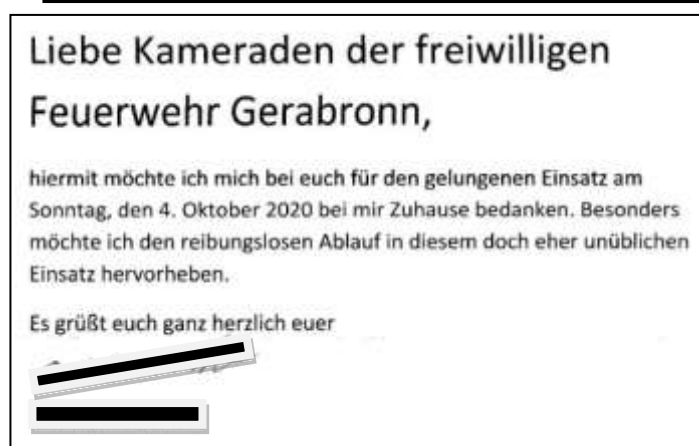 Liebe Kameraden der freiwilligen
Feuerwehr Gerabronn,
hiermit möchte ich mich bei euch für den gelungenen Einsatz am
Sonntag, den 4. Oktober 2020 bei mir Zuhause bedanken. Besonders
möchte ich den reibungslosen Ablauf in diesem doch eher unüblichen
Einsatz hervorheben.
Es grüßt euch ganz herzlich euer